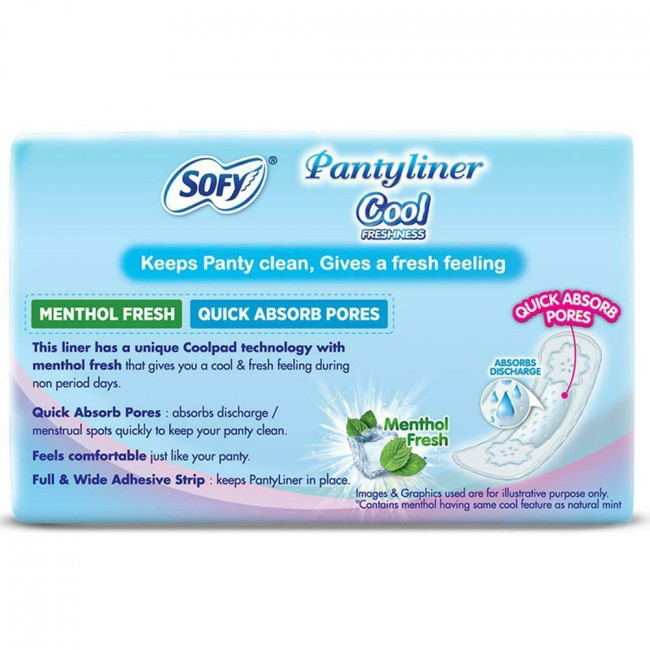 SOFY®
Pantyliner
Cool
FRESHNESS
Keeps Panty clean, Gives a fresh feeling
MENTHOL FRESH
QUICK ABSORB PORES
This liner has a unique Coolpad technology with
menthol fresh that gives you a cool & fresh feeling during
non period days.
Quick Absorb Pores : absorbs discharge /
menstrual spots quickly to keep your panty clean.
Feels comfortable just like your panty.
Full & Wide Adhesive Strip : keeps PantyLiner in place.
QUICK ABSORB
PORES
ABSORBS
DISCHARGE
Menthol
Fresh
Images & Graphics used are for illustrative purpose only.
°Contains menthol having same cool feature as natural mint